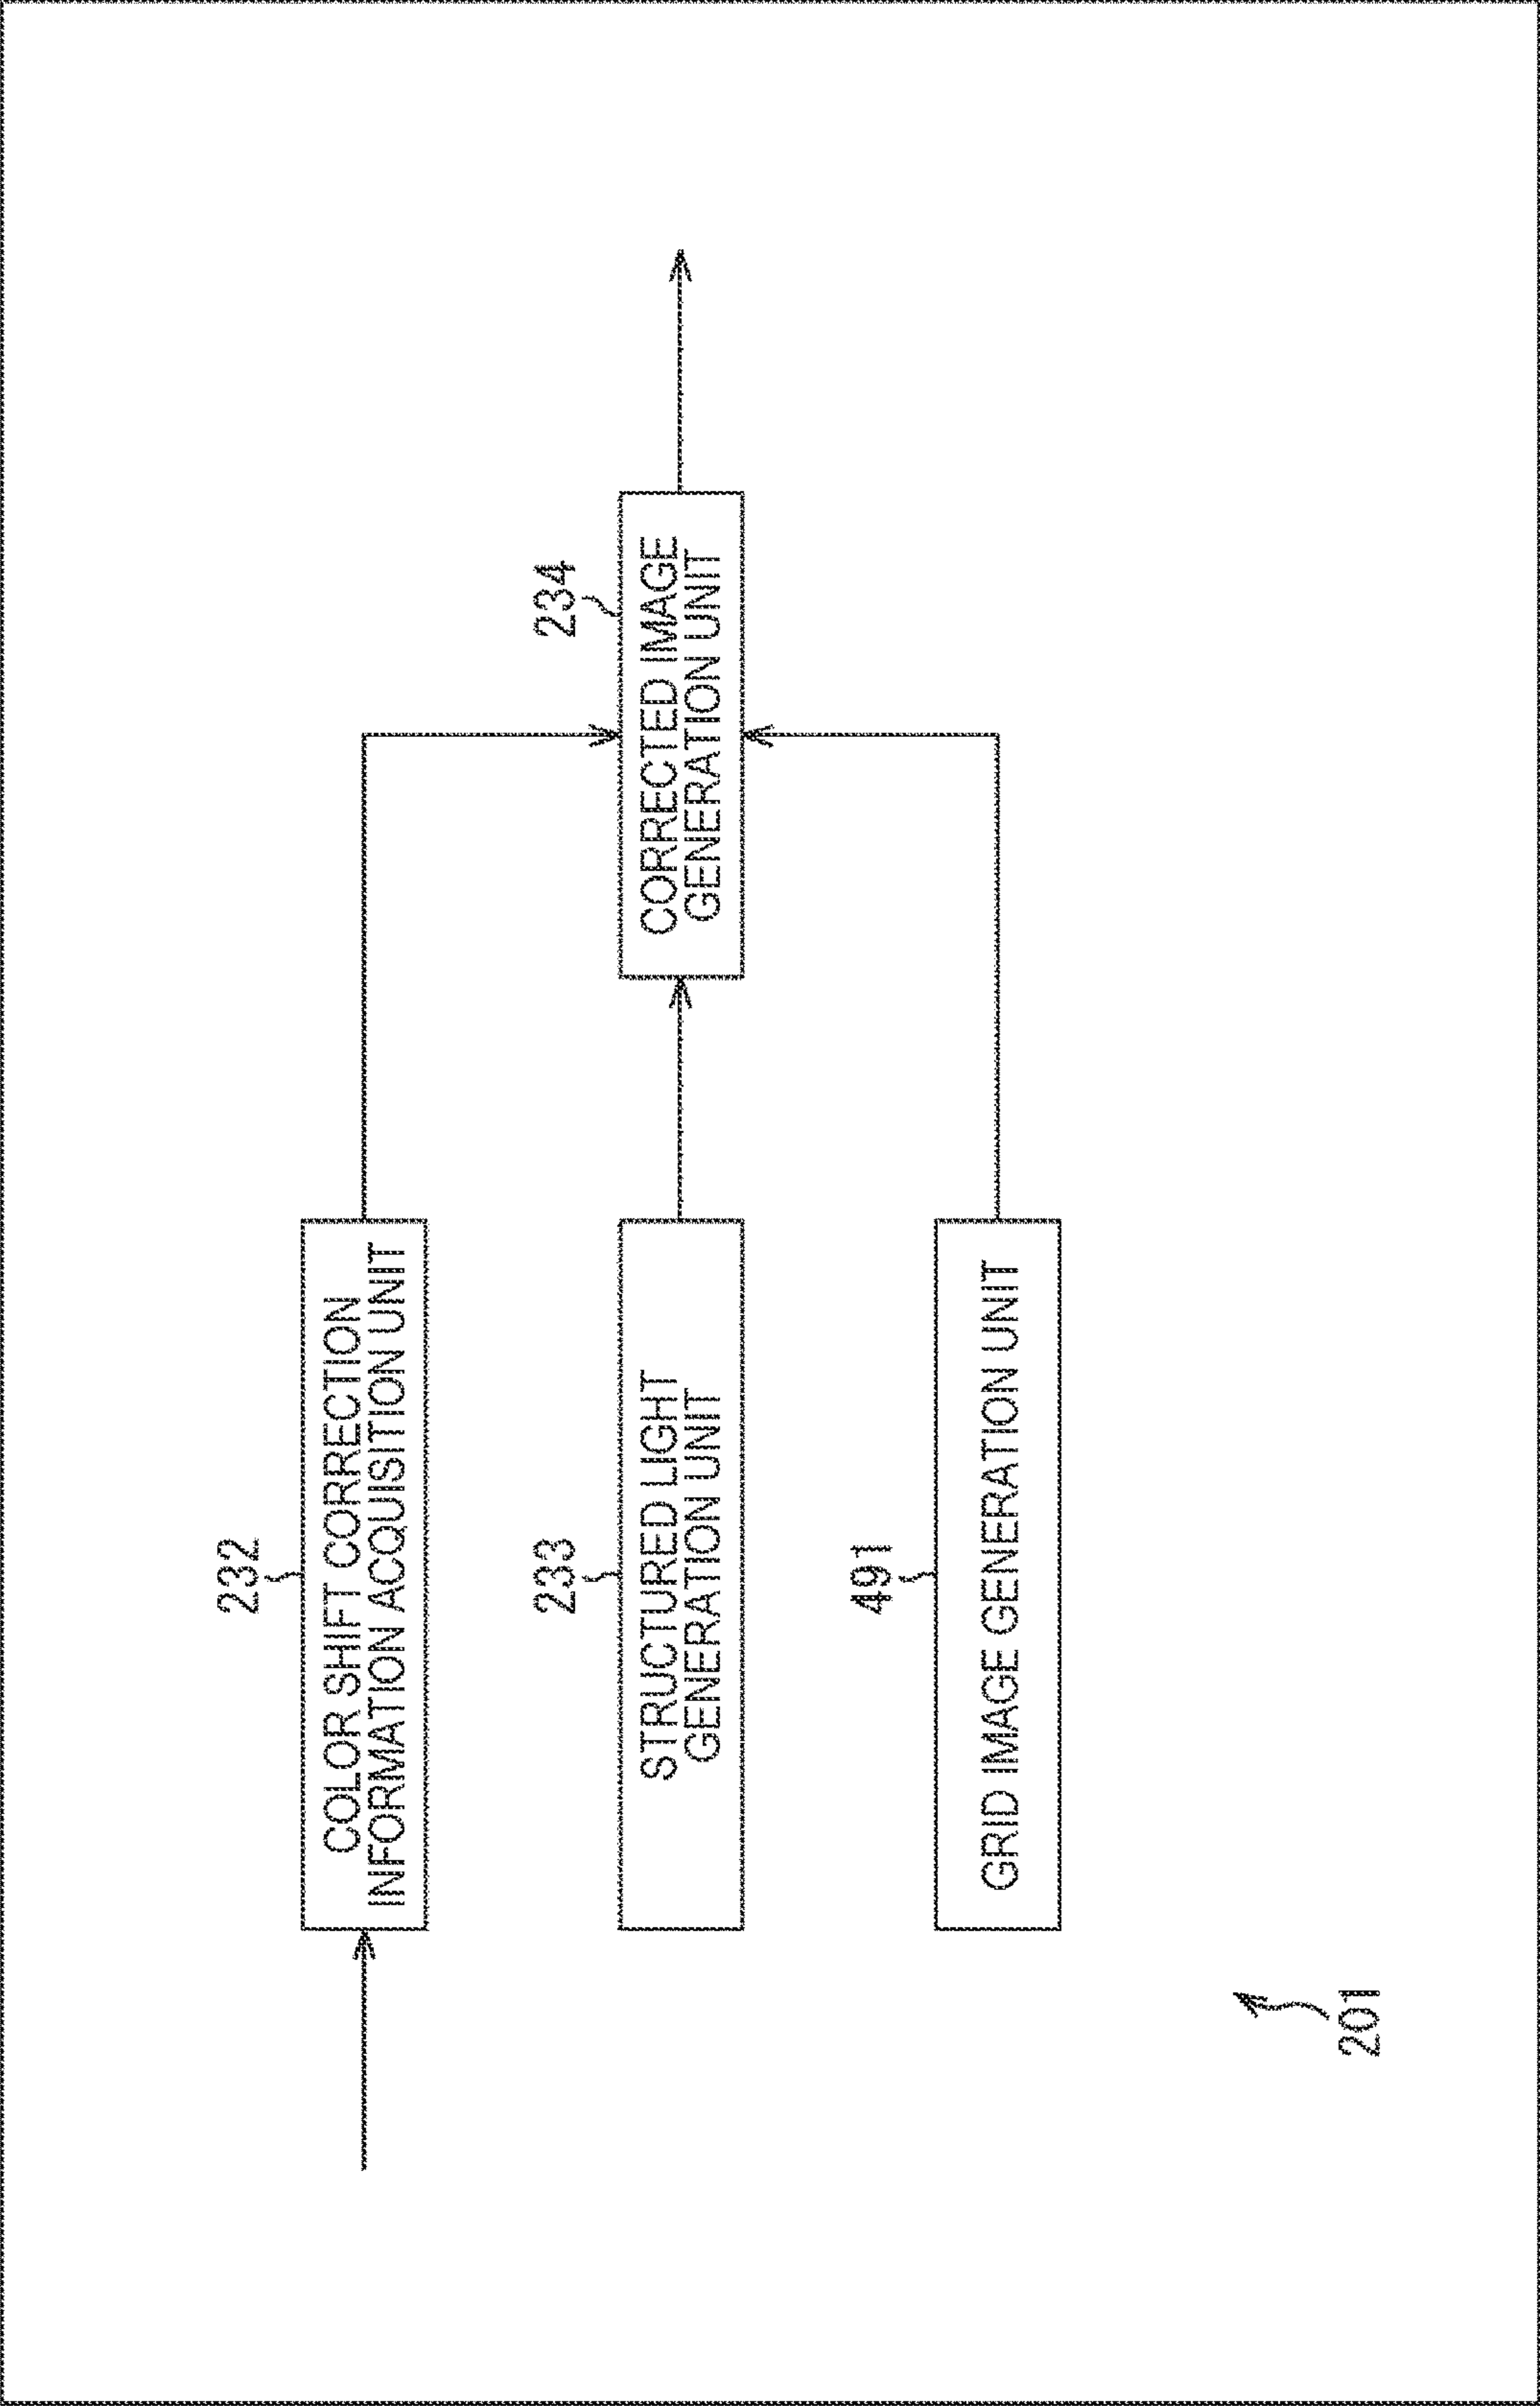 232
COLOR SHIFT CORRECTION
INFORMATION ACQUISITION UNIT
233
STRUCTURED LIGHT
GENERATION UNIT
234
CORRECTED IMAGE
GENERATION UNIT
491
GRID IMAGE GENERATION UNIT
201